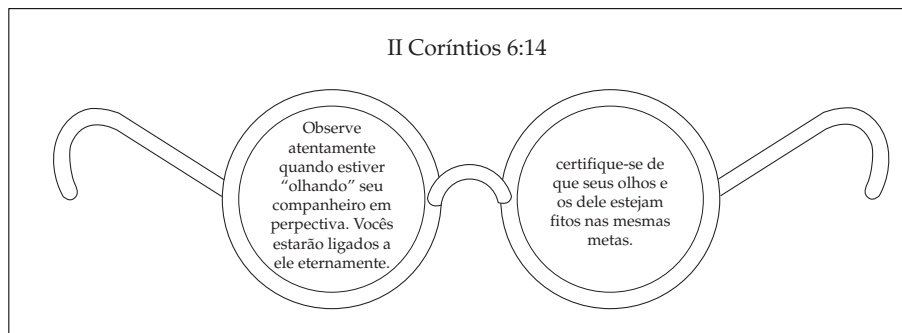 II Coríntios 6:14
Observe
atentamente
quando estiver
“olhando” seu
companheiro em
perpectiva. Vocês
estarão ligados a
ele eternamente.
certifique-se de
que seus olhos e
os dele estejam
fitos nas mesmas
metas.